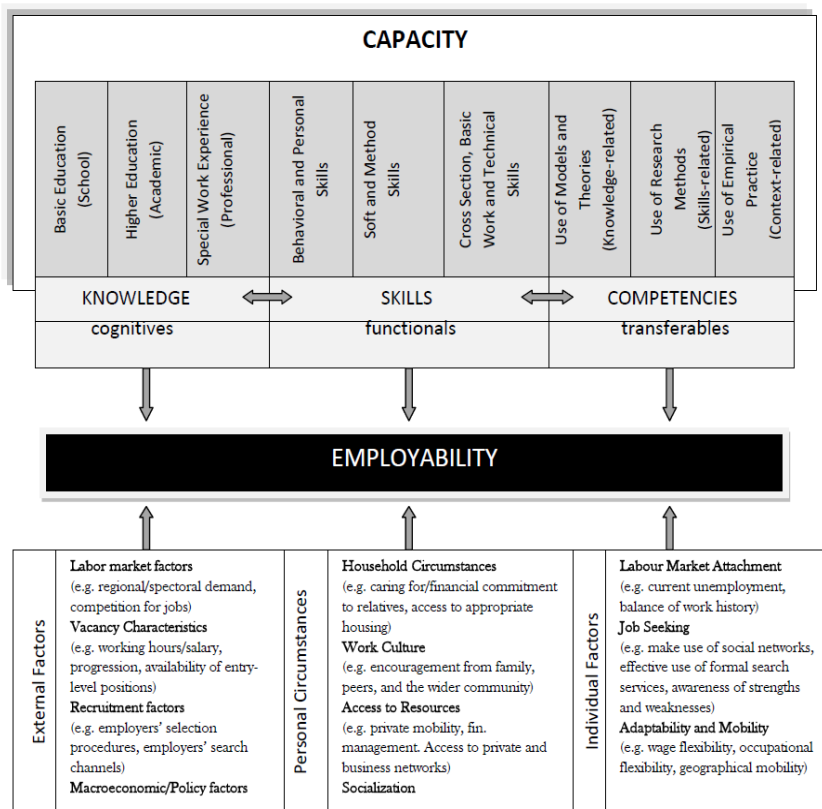 CAPACITY
Basic Education
(School)
Higher Education
(Academic)
Special Work Experience
(Professional)
Behavioral and Personal
Skills
Soft and Method
Skills
Cross Section, Basic
Work and Technical
Skills
Use of Models and
Theories
(Knowledge-related)
Use of Research
Methods
(Skills-related)
Use of Empirical
Practice
(Context-related)
KNOWLEDGE
cognitives
SKILLS
functionals
COMPETENCIES
transferables
EMPLOYABILITY
External Factors
Labor market factors
(e.g. regional/spectoral demand,
competition for jobs)
Vacancy Characteristics
(e.g. working hours/salary,
progression, availability of entry-
level positions)
Recruitment factors
(e.g. employers' selection
procedures, employers' search
channels)
Macroeconomic/Policy factors
Personal Circumstances
Household Circumstances
(e.g. caring for/financial commitment
to relatives, access to appropriate
housing)
Work Culture
(e.g. encouragement from family,
peers, and the wider community)
Access to Resources
(e.g. private mobility, fin.
management. Access to private and
business networks)
Socialization
Individual Factors
Labour Market Attachment
(e.g. current unemployment,
balance of work history)
Job Seeking
(e.g. make use of social networks,
effective use of formal search
services, awareness of strengths
and weaknesses)
Adaptability and Mobility
(e.g. wage flexibility, occupational
flexibility, geographical mobility)